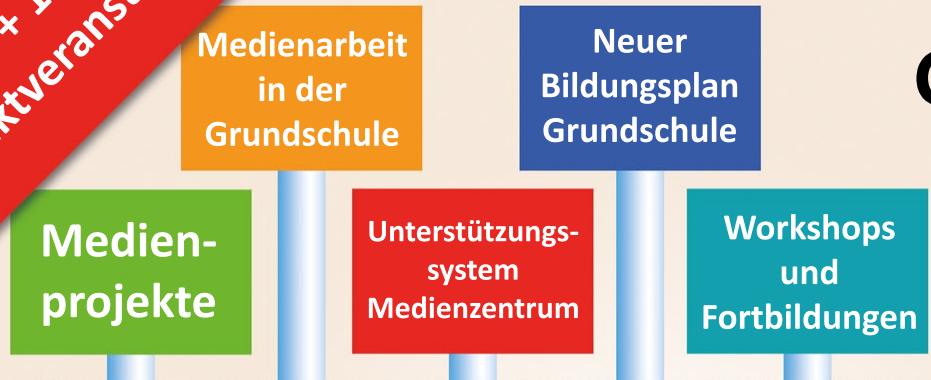 Medienarbeit
in der
Grundschule
Neuer
Bildungsplan
Grundschule
Medien-
projekte
Unterstützungs-
system
Medienzentrum
Workshops
und
Fortbildungen